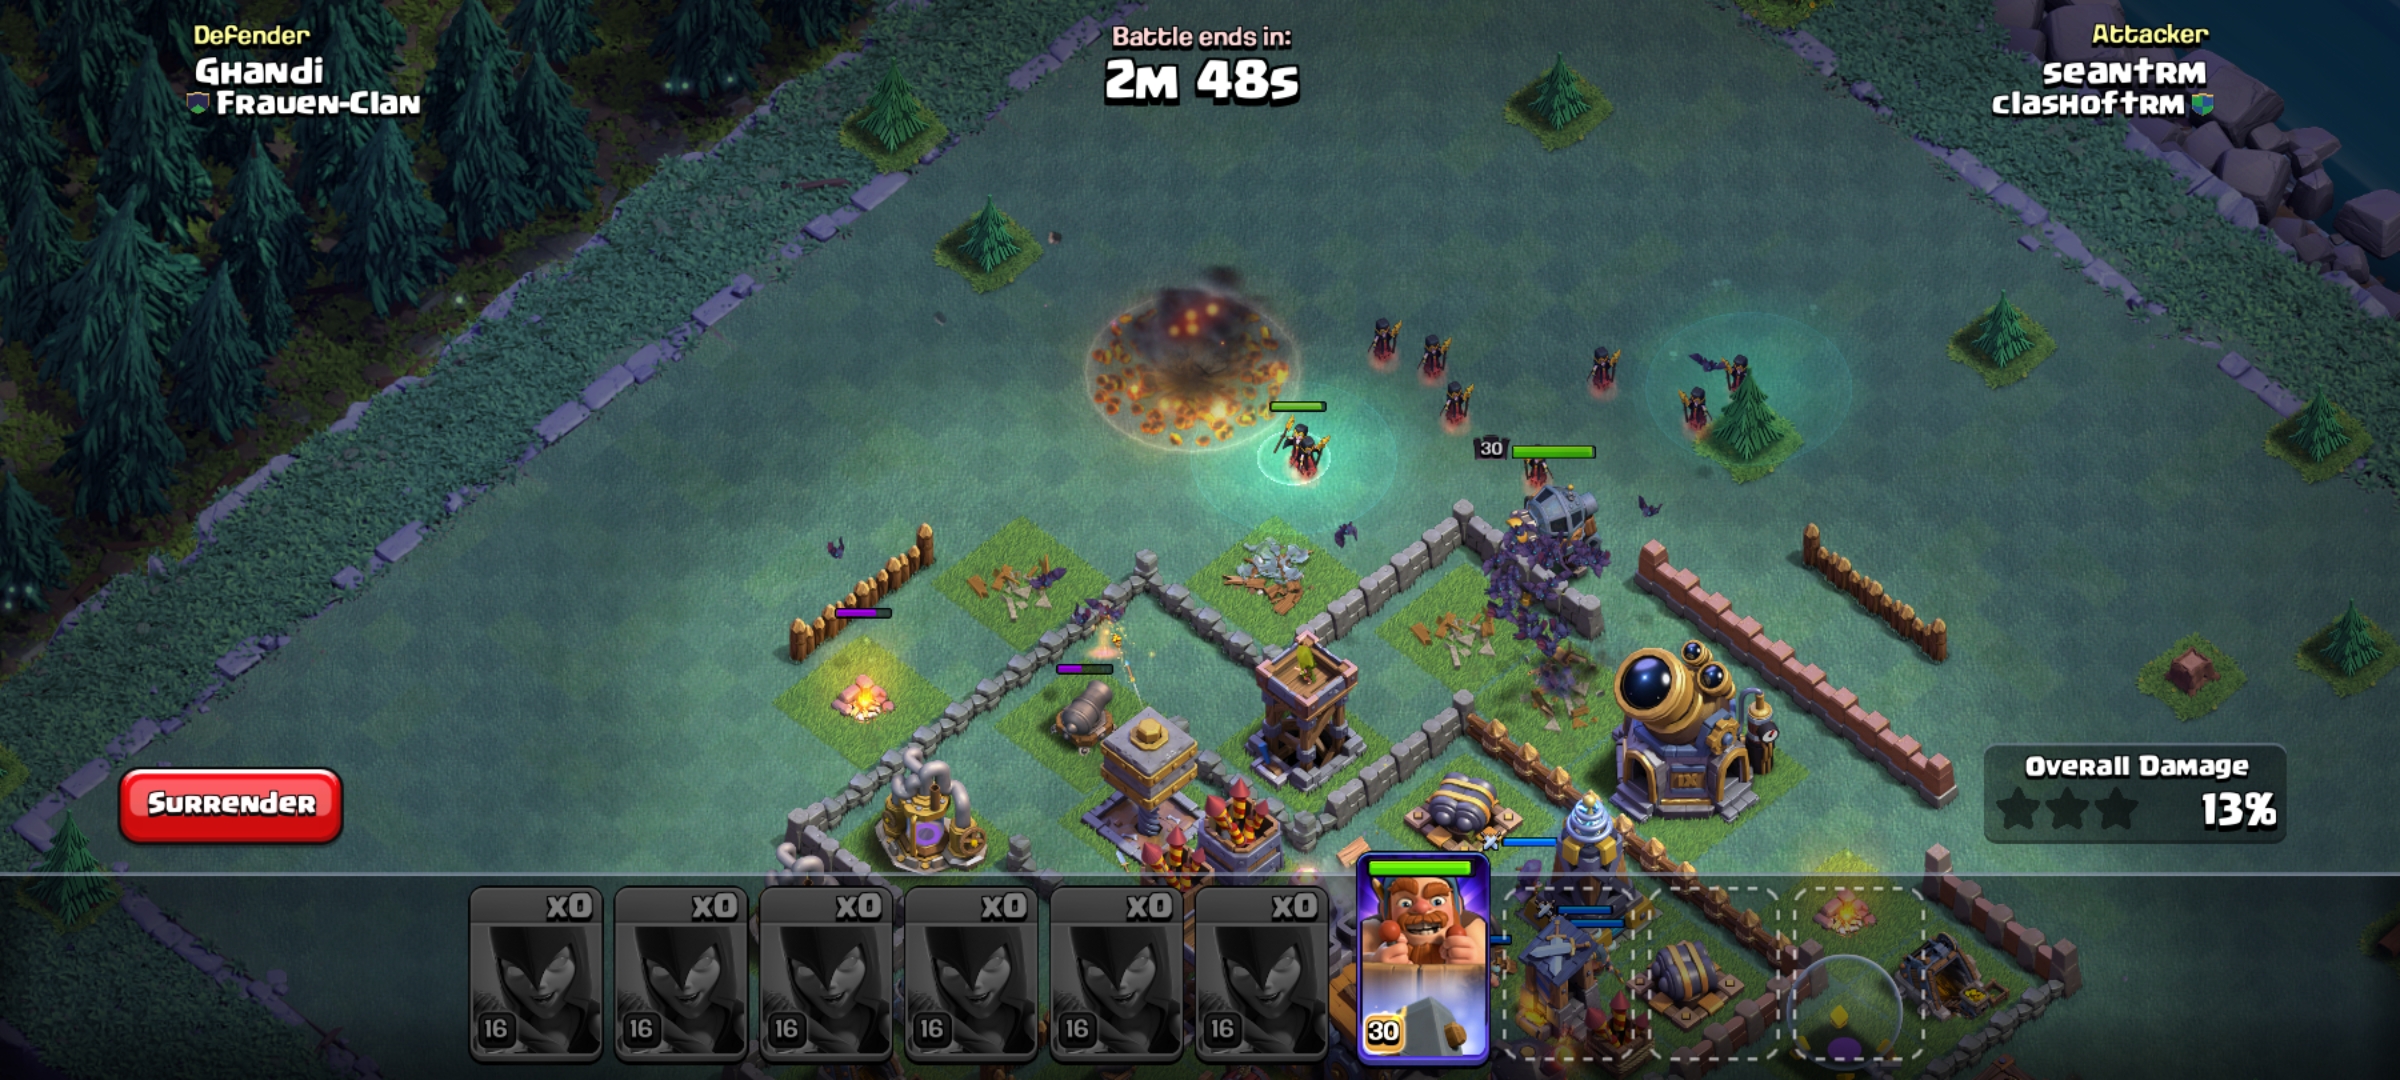 Defender
Ghandi
Frauen-Clan
Battle ends in:
2m 48s
Attacker
seantrm
clashoftrm
30
IX
Surrender
Overall Damage
13%
x0
x0
x0
x0
x0
x0
16
16
16
16
16
16
30